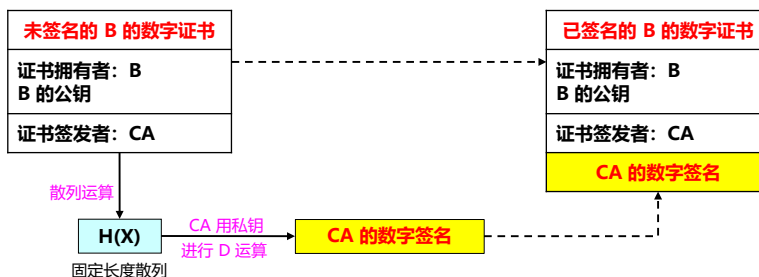 未签名的 B 的数字证书
证书拥有者：B
B 的公钥
证书签发者：CA
散列运算
H(X)
固定长度散列
CA 用私钥
进行 D 运算
CA 的数字签名
已签名的 B 的数字证书
证书拥有者：B
B 的公钥
证书签发者：CA
CA 的数字签名